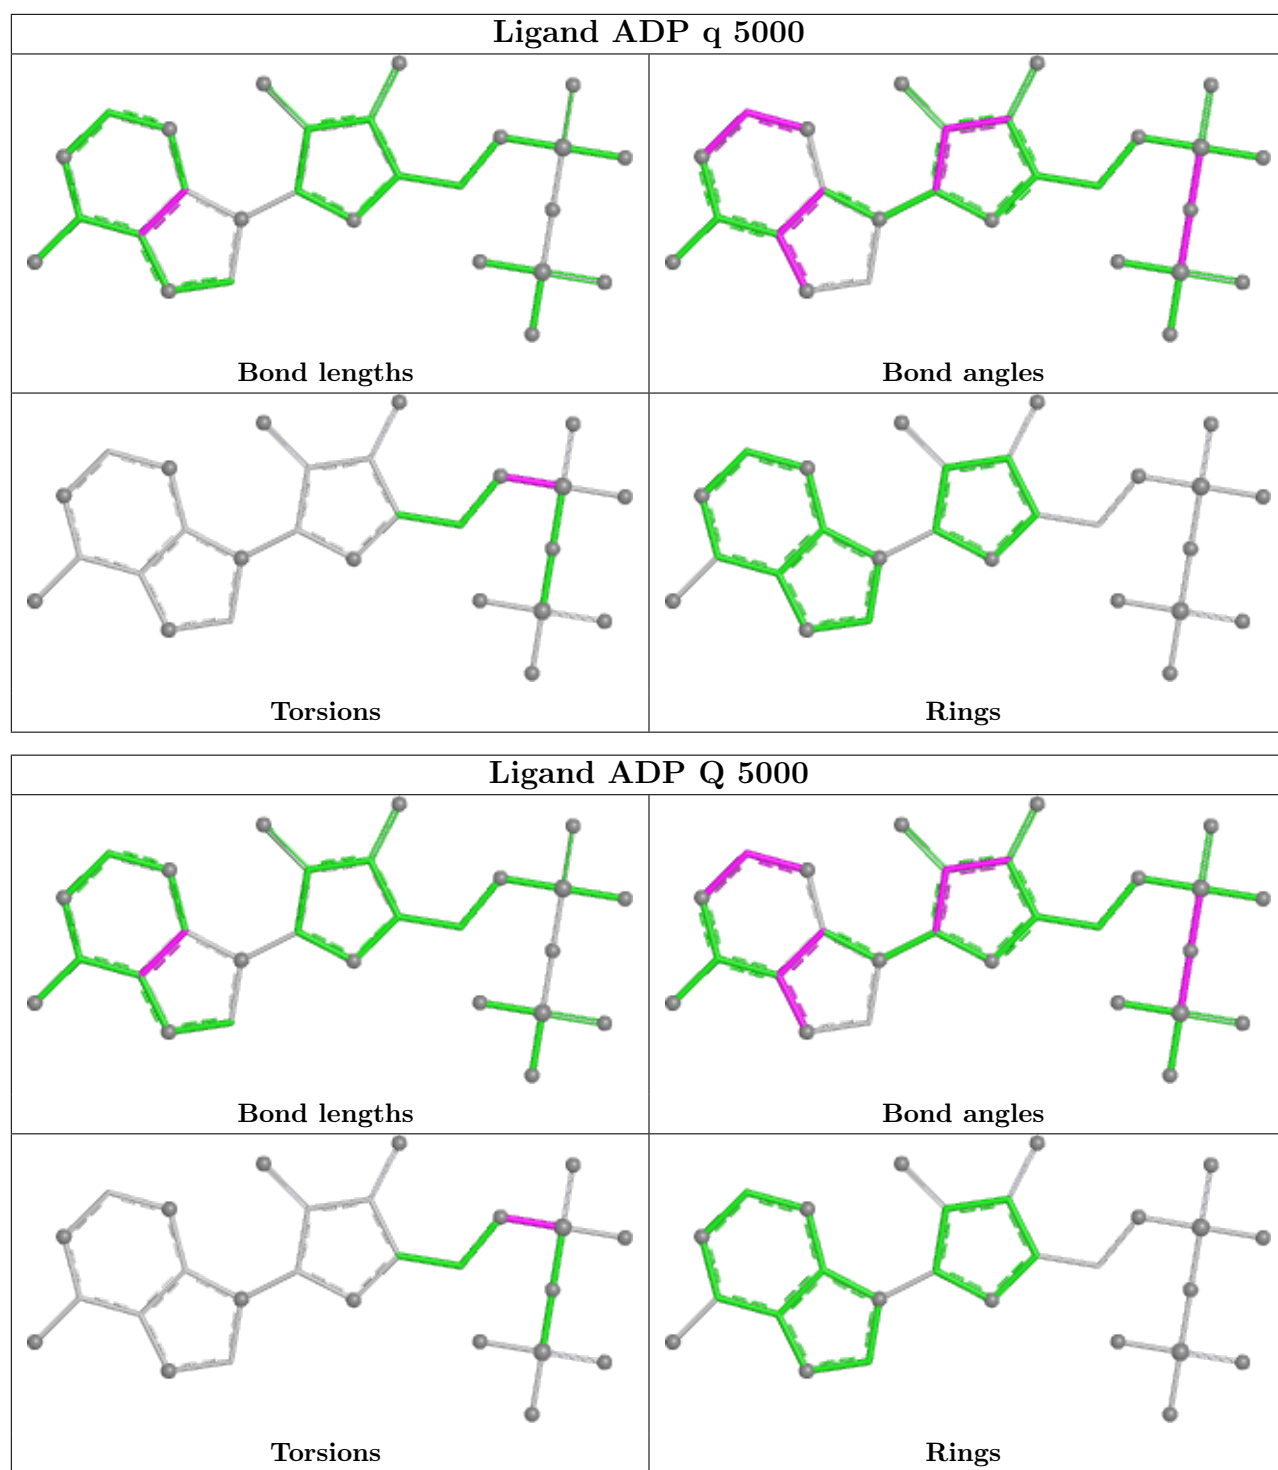 Ligand ADP q 5000
Bond lengths
Bond angles
Torsions
Rings
Ligand ADP Q 5000
Bond lengths
Bond angles
Torsions
Rings